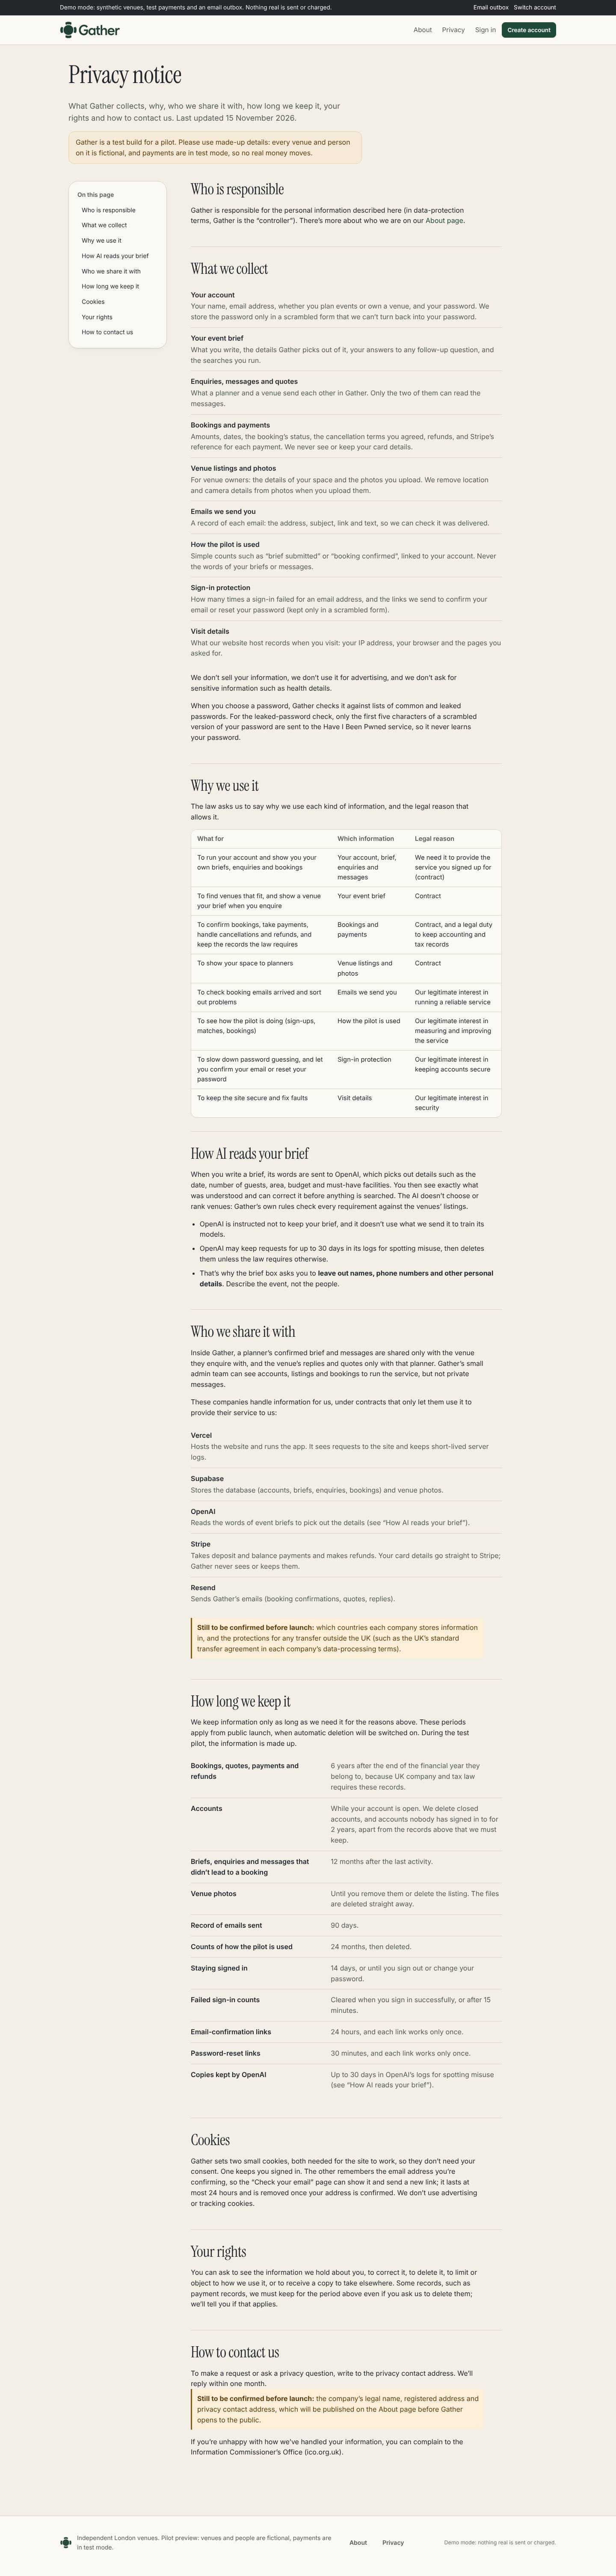 Demo mode: synthetic venues, test payments and an email outbox. Nothing real is sent or charged.
Email outbox Switch account
Gather
About Privacy Sign in Create account
Privacy notice
What Gather collects, why, who we share it with, how long we keep it, your
rights and how to contact us. Last updated 15 November 2026.
Gather is a test build for a pilot. Please use made-up details: every venue and person
on it is fictional, and payments are in test mode, so no real money moves.
On this page
Who is responsible
What we collect
Why we use it
How AI reads your brief
Who we share it with
How long we keep it
Cookies
Your rights
How to contact us
Who is responsible
Gather is responsible for the personal information described here (in data-protection
terms, Gather is the “controller”). There’s more about who we are on our About page.
What we collect
Your account
Your name, email address, whether you plan events or own a venue, and your password. We
store the password only in a scrambled form that we can’t turn back into your password.
Your event brief
What you write, the details Gather picks out of it, your answers to any follow-up question, and
the searches you run.
Enquiries, messages and quotes
What a planner and a venue send each other in Gather. Only the two of them can read the
messages.
Bookings and payments
Amounts, dates, the booking’s status, the cancellation terms you agreed, refunds, and Stripe’s
reference for each payment. We never see or keep your card details.
Venue listings and photos
For venue owners: the details of your space and the photos you upload. We remove location
and camera details from photos when you upload them.
Emails we send you
A record of each email: the address, subject, link and text, so we can check it was delivered.
How the pilot is used
Simple counts such as “brief submitted” or “booking confirmed”, linked to your account. Never
the words of your briefs or messages.
Sign-in protection
How many times a sign-in failed for an email address, and the links we send to confirm your
email or reset your password (kept only in a scrambled form).
Visit details
What our website host records when you visit: your IP address, your browser and the pages you
asked for.
We don’t sell your information, we don’t use it for advertising, and we don’t ask for
sensitive information such as health details.
When you choose a password, Gather checks it against lists of common and leaked
passwords. For the leaked-password check, only the first five characters of a scrambled
version of your password are sent to the Have I Been Pwned service, so it never learns
your password.
Why we use it
The law asks us to say why we use each kind of information, and the legal reason that
allows it.
What for Which information Legal reason
To run your account and show you your
own briefs, enquiries and bookings
Your account, brief,
enquiries and
messages
We need it to provide the
service you signed up for
(contract)
To find venues that fit, and show a venue
your brief when you enquire
Your event brief
Contract
To confirm bookings, take payments,
handle cancellations and refunds, and
keep the records the law requires
Bookings and
payments
Contract, and a legal duty
to keep accounting and
tax records
To show your space to planners
Venue listings and
photos
Contract
To check booking emails arrived and sort
out problems
Emails we send you
Our legitimate interest in
running a reliable service
To see how the pilot is doing (sign-ups,
matches, bookings)
How the pilot is used
Our legitimate interest in
measuring and improving
the service
To slow down password guessing, and let
you confirm your email or reset your
password
Sign-in protection
Our legitimate interest in
keeping accounts secure
To keep the site secure and fix faults
Visit details
Our legitimate interest in
security
How AI reads your brief
When you write a brief, its words are sent to OpenAI, which picks out details such as the
date, number of guests, area, budget and must-have facilities. You then see exactly what
was understood and can correct it before anything is searched. The AI doesn’t choose or
rank venues: Gather’s own rules check every requirement against the venues’ listings.
• OpenAI is instructed not to keep your brief, and it doesn’t use what we send it to train its
models.
• OpenAI may keep requests for up to 30 days in its logs for spotting misuse, then deletes
them unless the law requires otherwise.
• That’s why the brief box asks you to leave out names, phone numbers and other personal
details. Describe the event, not the people.
Who we share it with
Inside Gather, a planner’s confirmed brief and messages are shared only with the venue
they enquire with, and the venue’s replies and quotes only with that planner. Gather’s small
admin team can see accounts, listings and bookings to run the service, but not private
messages.
These companies handle information for us, under contracts that only let them use it to
provide their service to us:
Vercel
Hosts the website and runs the app. It sees requests to the site and keeps short-lived server
logs.
Supabase
Stores the database (accounts, briefs, enquiries, bookings) and venue photos.
OpenAI
Reads the words of event briefs to pick out the details (see “How AI reads your brief”).
Stripe
Takes deposit and balance payments and makes refunds. Your card details go straight to Stripe;
Gather never sees or keeps them.
Resend
Sends Gather’s emails (booking confirmations, quotes, replies).
Still to be confirmed before launch: which countries each company stores information
in, and the protections for any transfer outside the UK (such as the UK’s standard
transfer agreement in each company’s data-processing terms).
How long we keep it
We keep information only as long as we need it for the reasons above. These periods
apply from public launch, when automatic deletion will be switched on. During the test
pilot, the information is made up.
Bookings, quotes, payments and
refunds
6 years after the end of the financial year they
belong to, because UK company and tax law
requires these records.
Accounts
While your account is open. We delete closed
accounts, and accounts nobody has signed in to for
2 years, apart from the records above that we must
keep.
Briefs, enquiries and messages that
didn’t lead to a booking
12 months after the last activity.
Venue photos
Until you remove them or delete the listing. The files
are deleted straight away.
Record of emails sent
90 days.
Counts of how the pilot is used
24 months, then deleted.
Staying signed in
14 days, or until you sign out or change your
password.
Failed sign-in counts
Cleared when you sign in successfully, or after 15
minutes.
Email-confirmation links
24 hours, and each link works only once.
Password-reset links
30 minutes, and each link works only once.
Copies kept by OpenAI
Up to 30 days in OpenAI’s logs for spotting misuse
(see “How AI reads your brief”).
Cookies
Gather sets two small cookies, both needed for the site to work, so they don’t need your
consent. One keeps you signed in. The other remembers the email address you’re
confirming, so the “Check your email” page can show it and send a new link; it lasts at
most 24 hours and is removed once your address is confirmed. We don’t use advertising
or tracking cookies.
Your rights
You can ask to see the information we hold about you, to correct it, to delete it, to limit or
object to how we use it, or to receive a copy to take elsewhere. Some records, such as
payment records, we must keep for the period above even if you ask us to delete them;
we’ll tell you if that applies.
How to contact us
To make a request or ask a privacy question, write to the privacy contact address. We’ll
reply within one month.
Still to be confirmed before launch: the company’s legal name, registered address and
privacy contact address, which will be published on the About page before Gather
opens to the public.
If you’re unhappy with how we’ve handled your information, you can complain to the
Information Commissioner’s Office (ico.org.uk).
Independent London venues. Pilot preview: venues and people are fictional, payments are
in test mode.
About Privacy
Demo mode: nothing real is sent or charged.